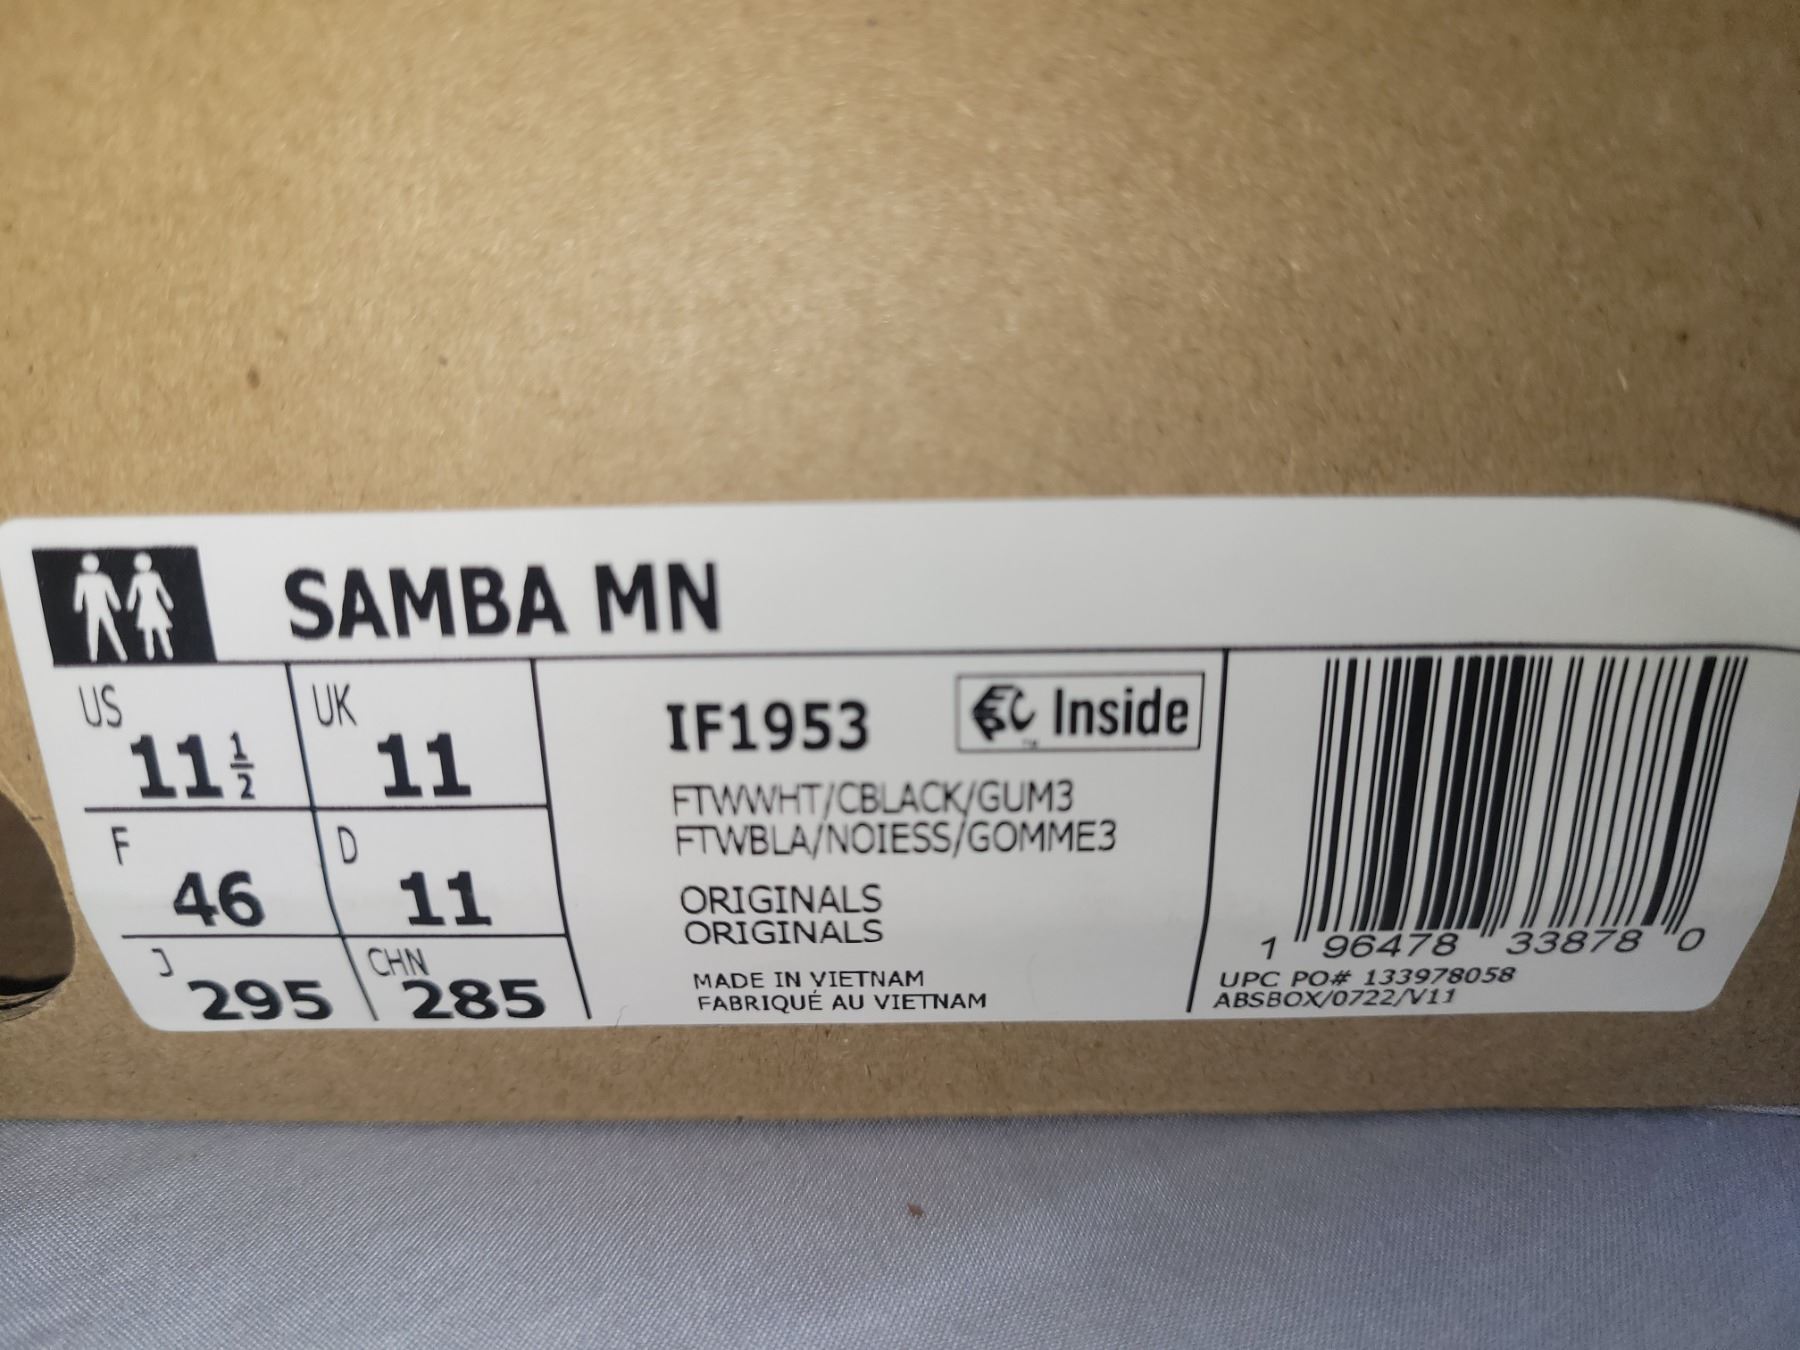 SAMBA MN
US 11 1/2
UK 11
F 46
D 11
J 295
CHN 285
IF1953
Inside
FTWWHT/CBLACK/GUM3
FTWBLA/NOIESS/GOMME3
ORIGINALS
ORIGINALS
MADE IN VIETNAM
FABRIQUÉ AU VIETNAM
1 96478 33878 0
UPC PO# 133978058
ABSBOX/0722/V11